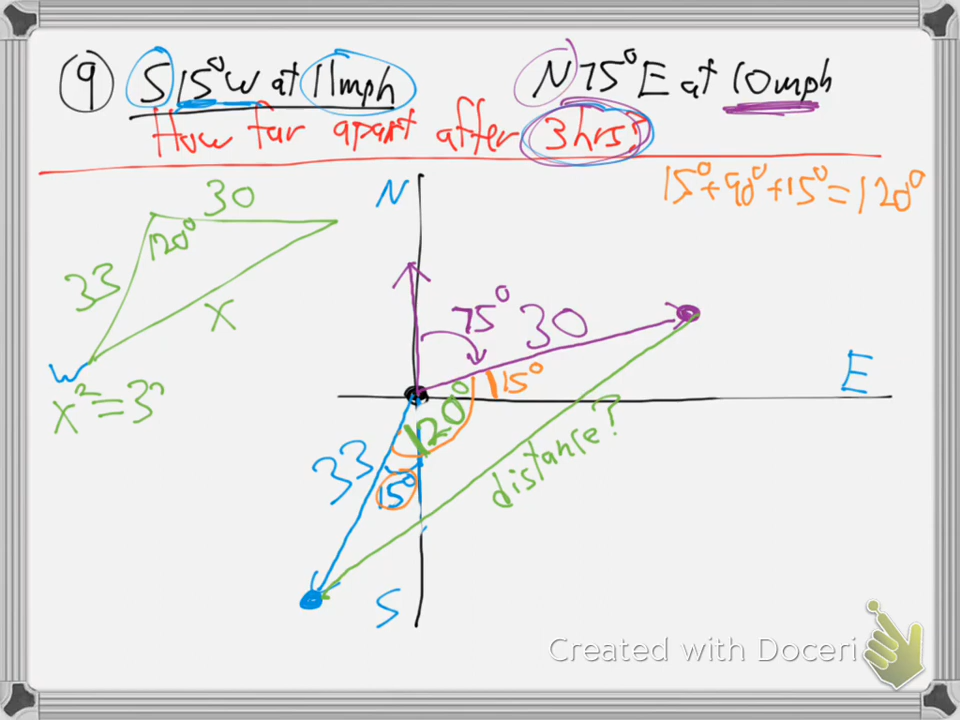 9 S15°W at 11mph N75°E at 10mph
How far apart after 3hrs?
15°+90°+15°=120°
N
30
120°
33
x
75° 30
W
E
15°
x²=33
120°
distance?
33
15°
S
Created with Doceri